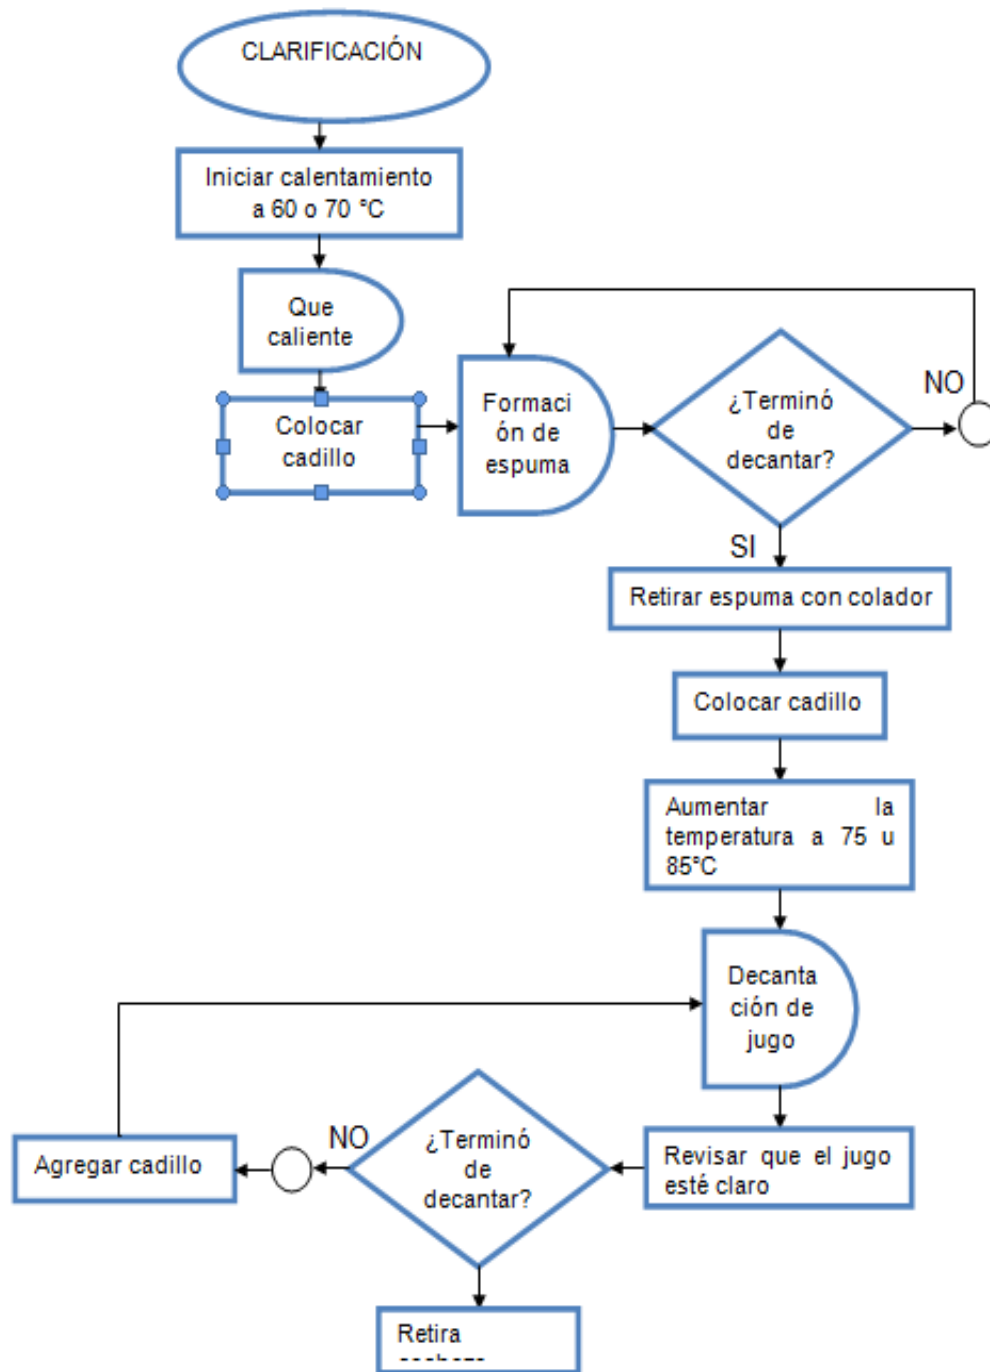 CLARIFICACIÓN
Iniciar calentamiento
a 60 o 70 °C
Que
caliente
Colocar
cadillo
Formaci
ón de
espuma
¿Terminó
de
decantar?
NO
SI
Retirar espuma con colador
Colocar cadillo
Aumentar la
temperatura a 75 u
85°C
Decanta
ción de
jugo
Revisar que el jugo
esté claro
¿Terminó
de
decantar?
NO
Agregar cadillo
Retira